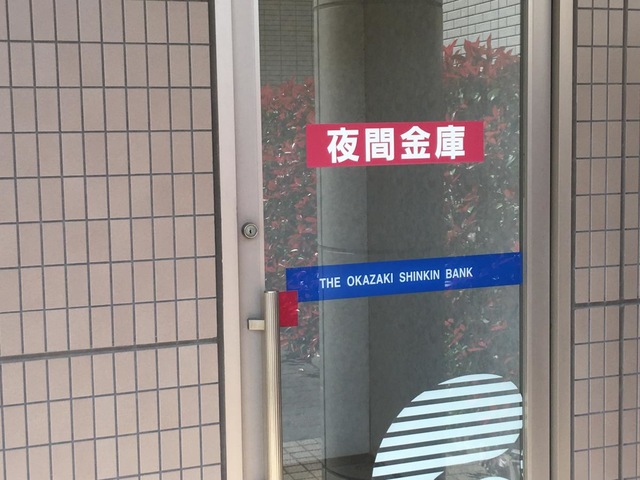 夜間金庫
THE OKAZAKI SHINKIN BANK